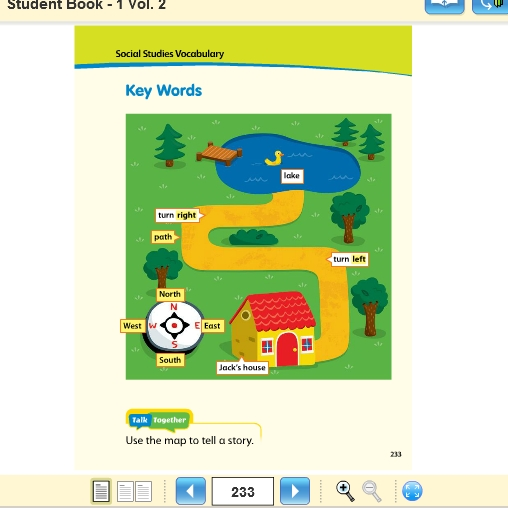 Student Book - 1 Vol. 2
Social Studies Vocabulary
Key Words
lake
turn right
path
turn left
North
N
West
W
E
East
S
South
Jack's house
Talk Together
Use the map to tell a story.
233
233